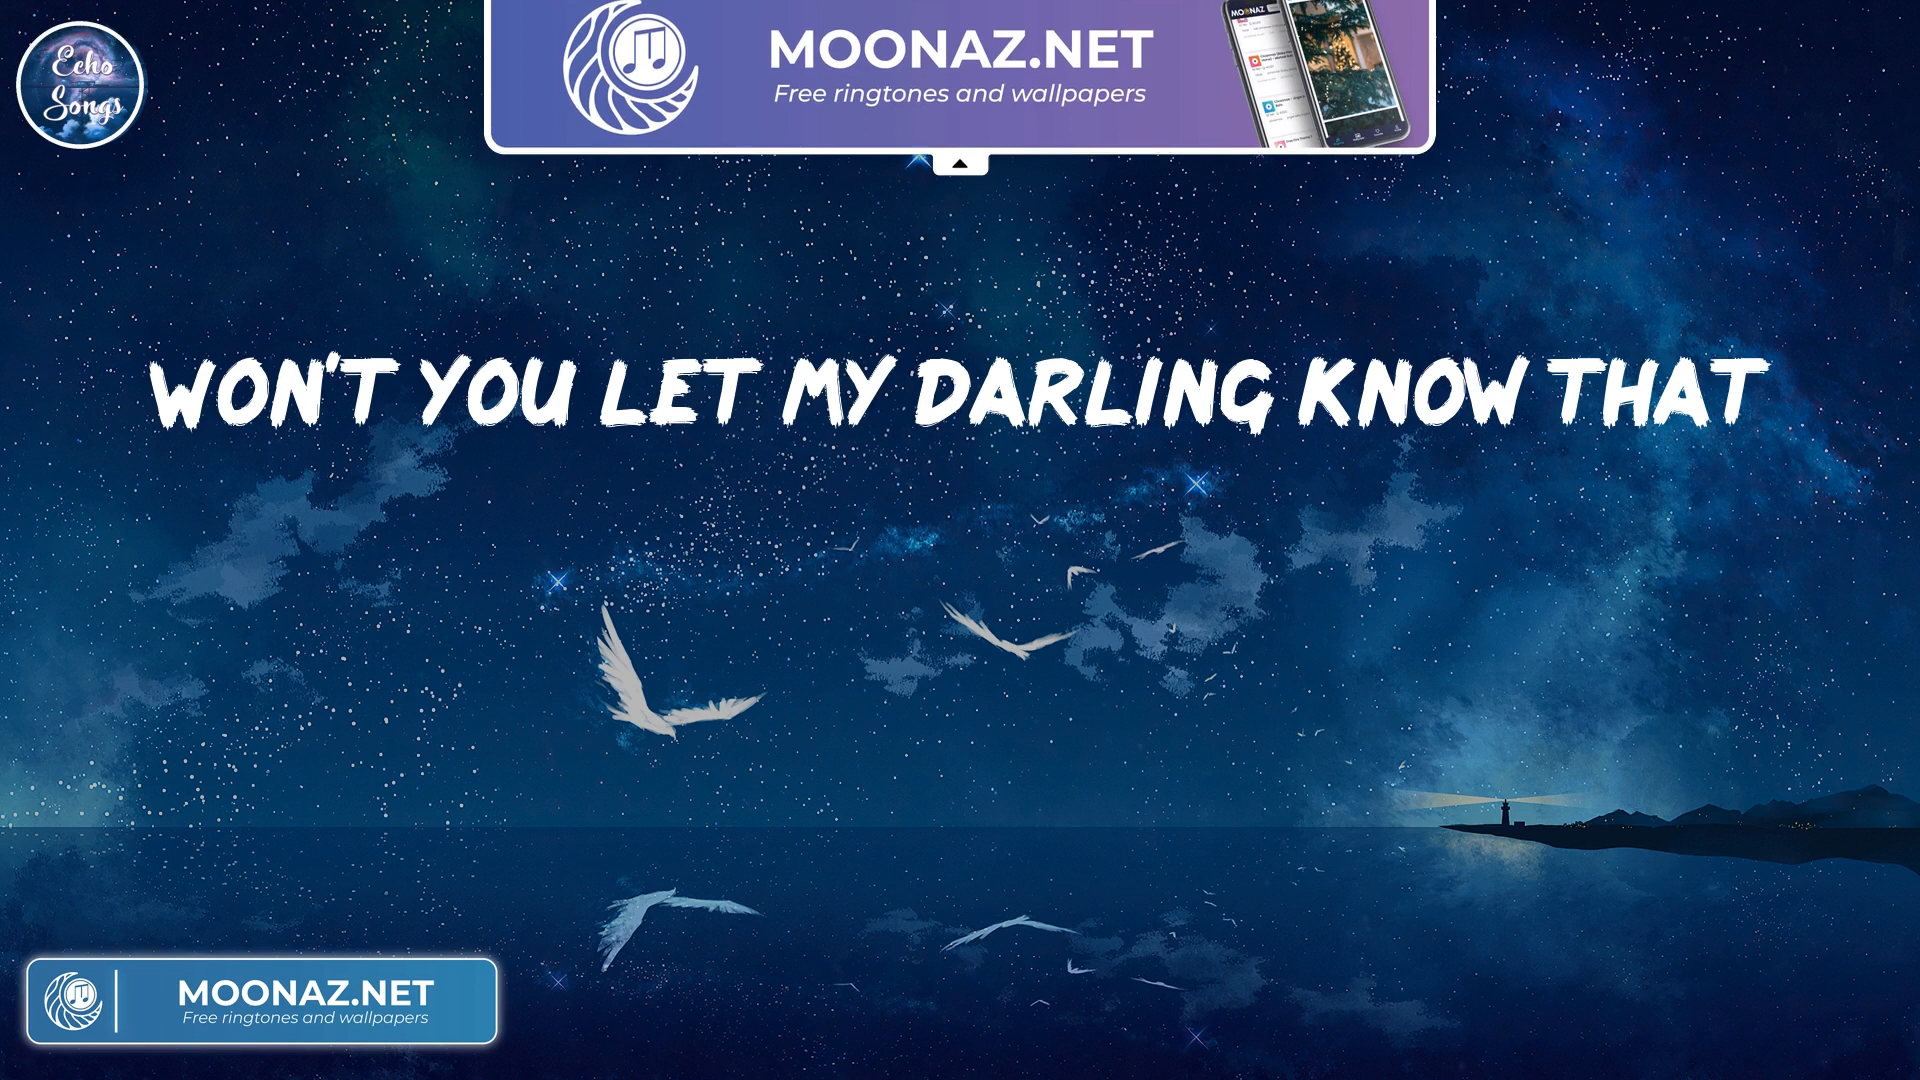 Echo
Songs
MOONAZ.NET
Free ringtones and wallpapers
MOONAZ
WON'T YOU LET MY DARLING KNOW THAT
MOONAZ.NET
Free ringtones and wallpapers